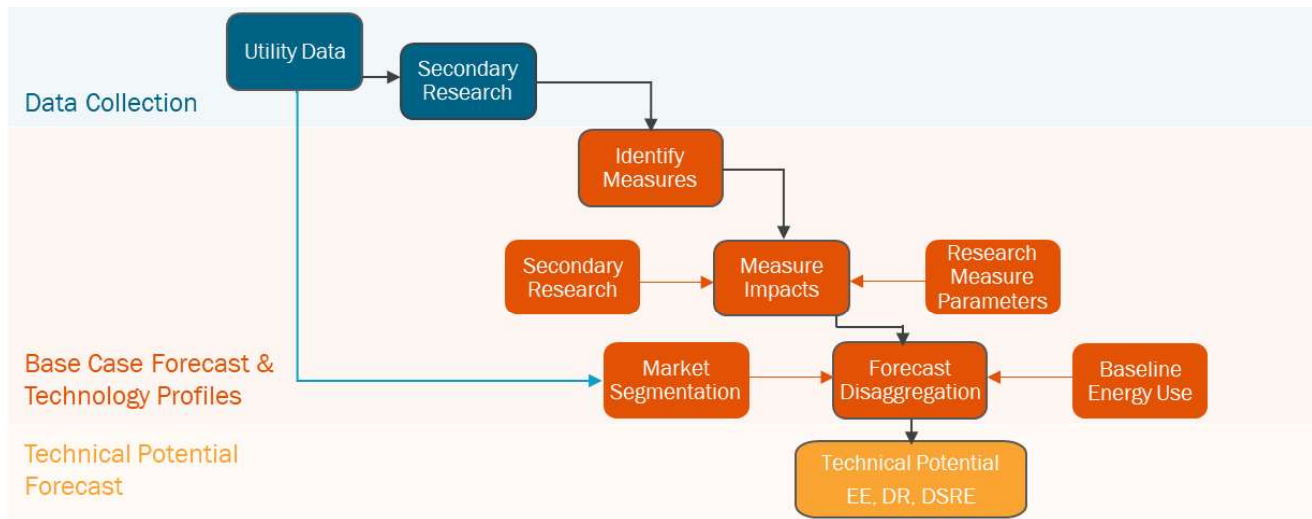 Utility Data
Secondary
Research
Data Collection
Identify
Measures
Secondary
Research
Measure
Impacts
Research
Measure
Parameters
Base Case Forecast &
Technology Profiles
Market
Segmentation
Forecast
Disaggregation
Baseline
Energy Use
Technical Potential
Forecast
Technical Potential
EE, DR, DSRE